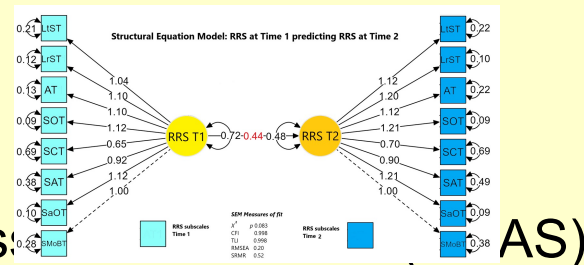 Structural Equation Model: RRS at Time 1 predicting RRS at Time 2
0.21 LtST
0.12 LrST
0.13 AT
0.09 SOT
0.69 SCT
0.38 SAT
0.10 SaOT
0.28 SMoBT
1.04
1.10
1.10
1.12
0.65
0.92
1.12
1.00
RRS T1
0.72 -0.44 0.48
RRS T2
1.12
1.20
1.12
1.21
0.70
0.90
1.21
1.00
LtST 0.22
LrST 0.10
AT 0.22
SOT 0.09
SCT 0.69
SAT 0.49
SaOT 0.09
SMoBT 0.38
RRS subscales
Time 1
SEM Measures of fit
χ² p 0.083
CFI 0.998
TLI 0.998
RMSEA 0.20
SRMR 0.52
RRS subscales
Time 2
AS)